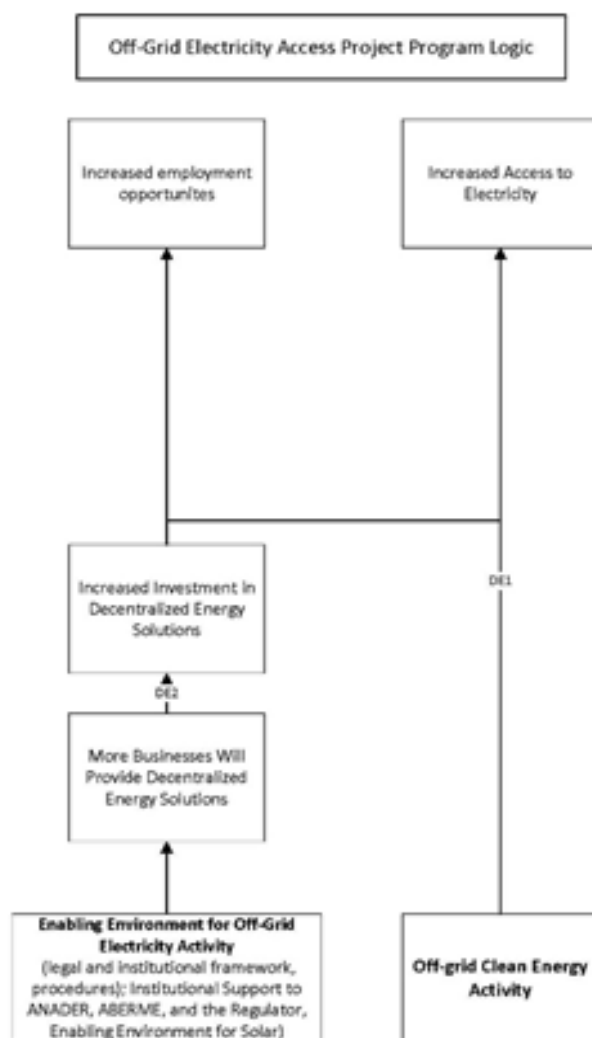 Off-Grid Electricity Access Project Program Logic
Increased employment
opportunites
Increased Access to
Electricity
DE1
Increased Investment in
Decentralized Energy
Solutions
DE2
More Businesses Will
Provide Decentralized
Energy Solutions
Enabling Environment for Off-Grid
Electricity Activity
(legal and institutional framework,
procedures); Institutional Support to
ANADER, ABERME, and the Regulator,
Enabling Environment for Solar)
Off-grid Clean Energy
Activity